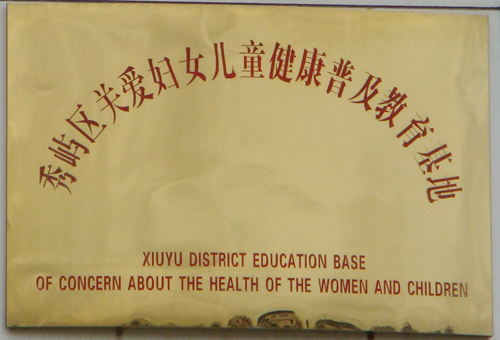 秀屿区关爱妇女儿童健康普及教育基地
XIUYU DISTRICT EDUCATION BASE
OF CONCERN ABOUT THE HEALTH OF THE WOMEN AND CHILDREN